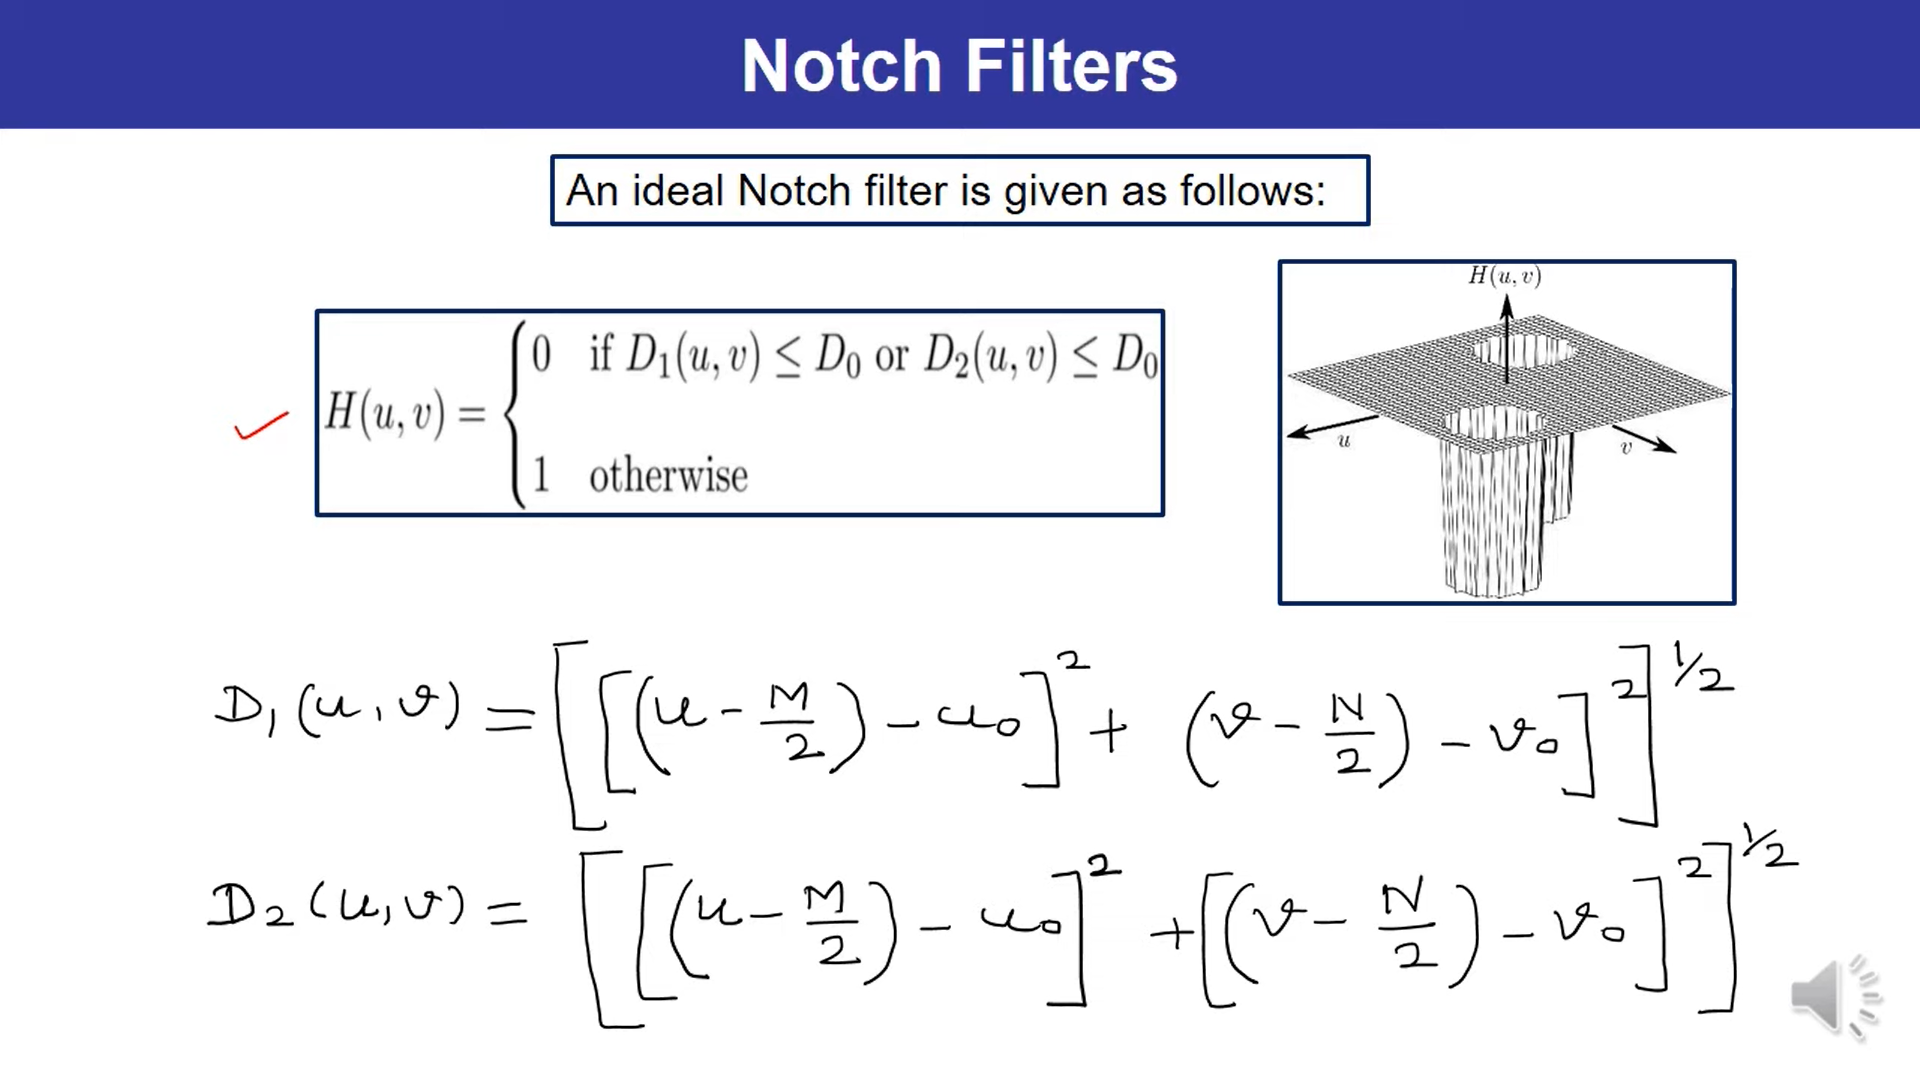 Notch Filters
An ideal Notch filter is given as follows:
H(u, v) = { 0 if D₁(u, v) ≤ D₀ or D₂(u, v) ≤ D₀
1 otherwise
H(u, v)
u
v
D₁(u, v) = [[(u - M/2) - u₀]² + (v - N/2) - v₀]²]^1/2
D₂(u, v) = [[(u - M/2) - u₀]² + [(v - N/2) - v₀]²]^1/2